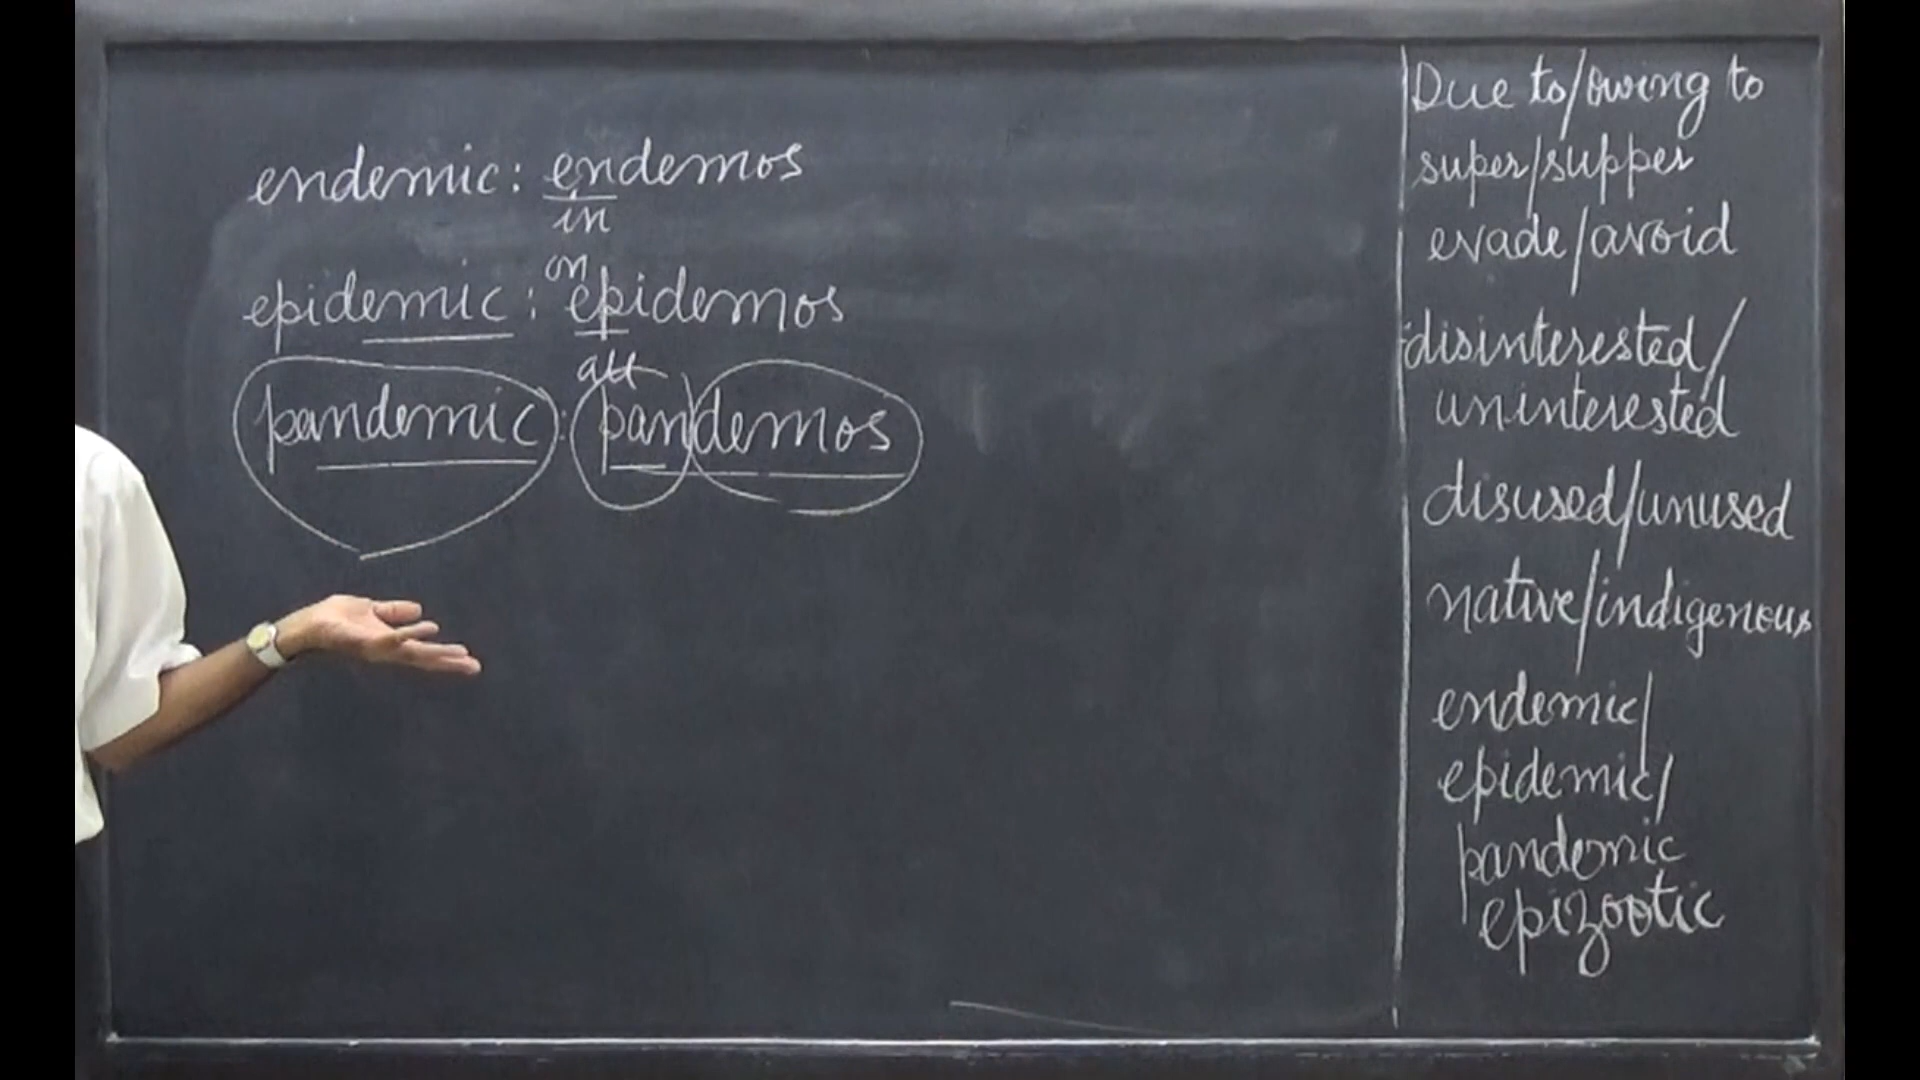 endemic: endemos
in
on
epidemic: epidemos
all
pandemic: pandemos
Due to/owing to
super/supper
evade/avoid
disinterested/
uninterested
disused/unused
native/indigenous
endemic/
epidemic/
pandemic
epizootic